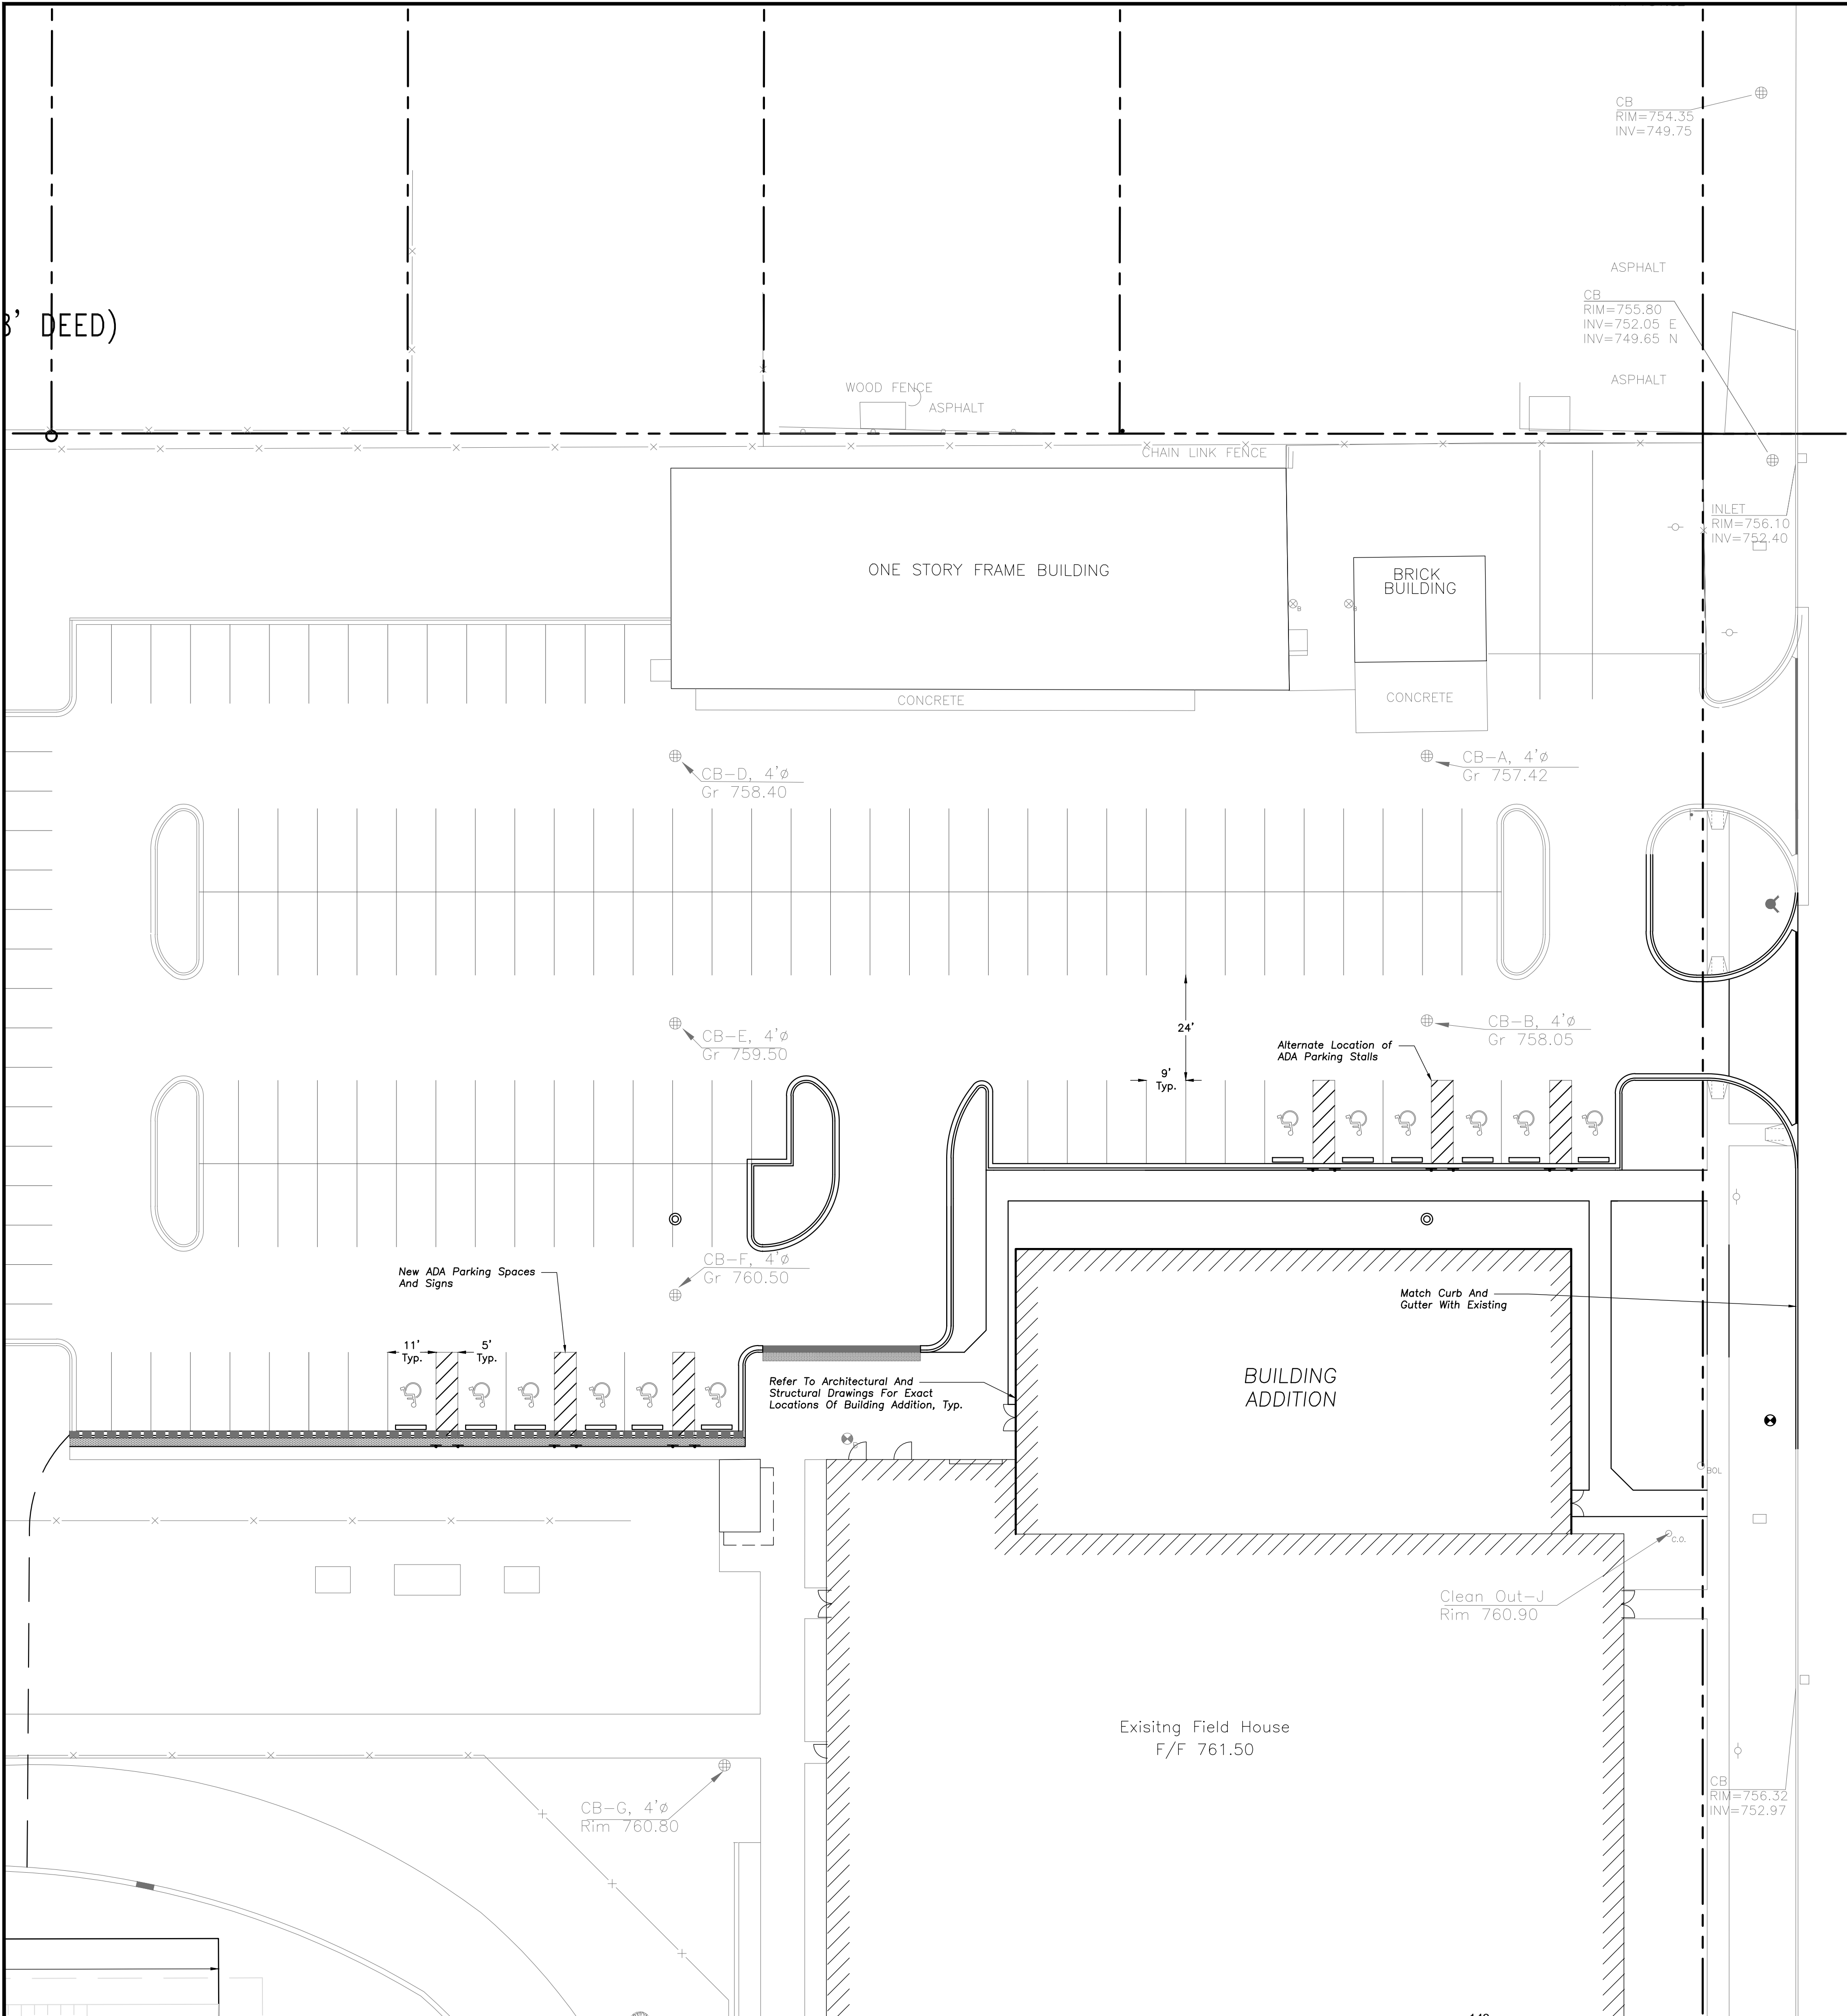 CB
RIM=754.35
INV=749.75
ASPHALT
CB
RIM=755.80
INV=752.05 E
INV=749.65 N
' DEED)
ASPHALT
WOOD FENCE
ASPHALT
CHAIN LINK FENCE
INLET
RIM=756.10
INV=752.40
ONE STORY FRAME BUILDING
BRICK
BUILDING
B
CONCRETE
CONCRETE
CB-D, 4'ø
Gr 758.40
CB-A, 4'ø
Gr 757.42
CB-E, 4'ø
Gr 759.50
24'
CB-B, 4'ø
Gr 758.05
Alternate Location of
ADA Parking Stalls
9'
Typ.
CB-F, 4'ø
Gr 760.50
New ADA Parking Spaces
And Signs
Match Curb And
Gutter With Existing
11'
Typ.
5'
Typ.
Refer To Architectural And
Structural Drawings For Exact
Locations Of Building Addition, Typ.
BUILDING
ADDITION
BOL
C.O.
Clean Out-J
Rim 760.90
Exisitng Field House
F/F 761.50
CB-G, 4'ø
Rim 760.80
CB
RIM=756.32
INV=752.97